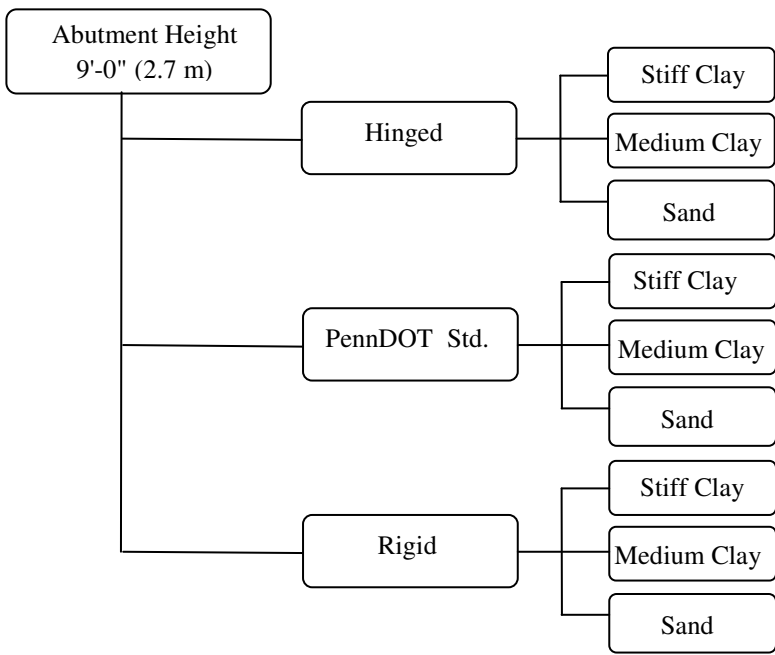 Abutment Height
9'-0" (2.7 m)
Hinged
Stiff Clay
Medium Clay
Sand
PennDOT Std.
Stiff Clay
Medium Clay
Sand
Rigid
Stiff Clay
Medium Clay
Sand